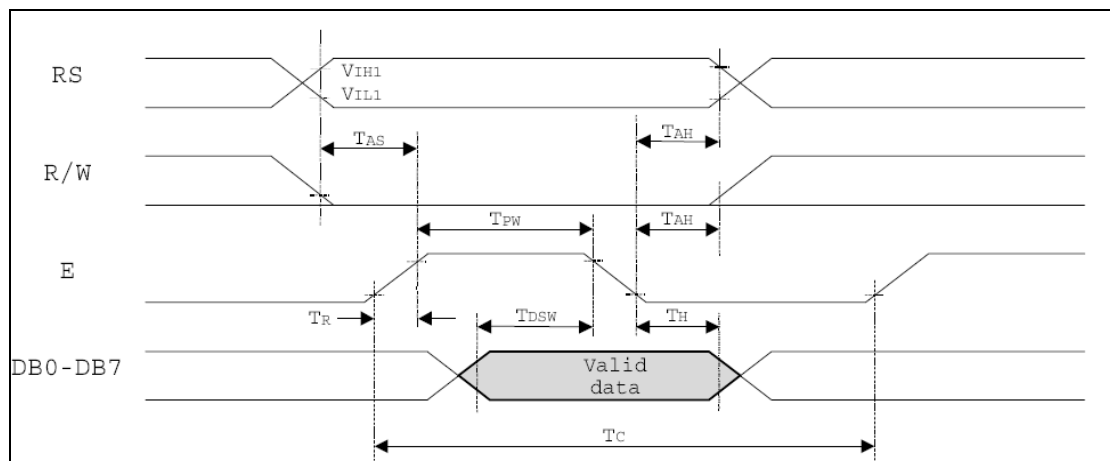 RS
VIH1
VIL1
TAS
TAH
R/W
TPW
TAH
E
TR
TDSW
TH
DB0-DB7
Valid
data
TC